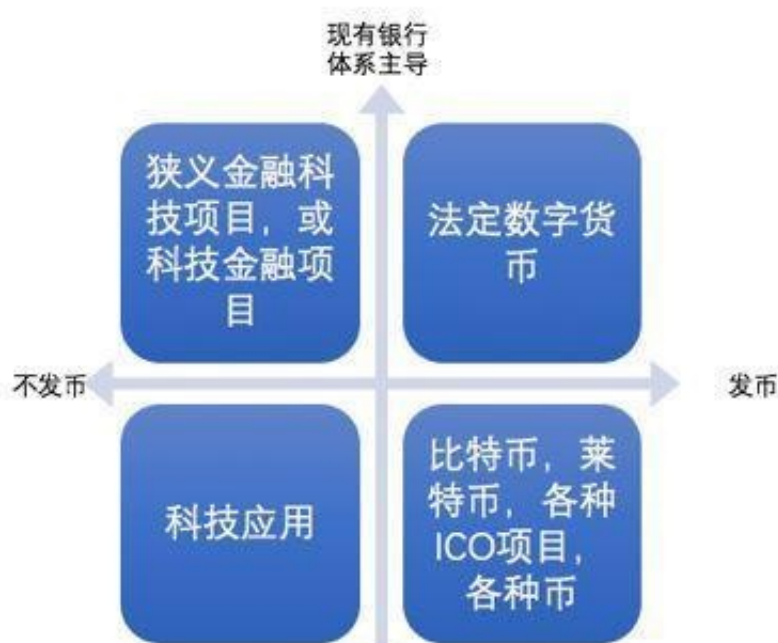 现有银行
体系主导
狭义金融科
技项目，或
科技金融项
目
法定数字货
币
不发币
发币
科技应用
比特币，莱
特币，各种
ICO项目，
各种币